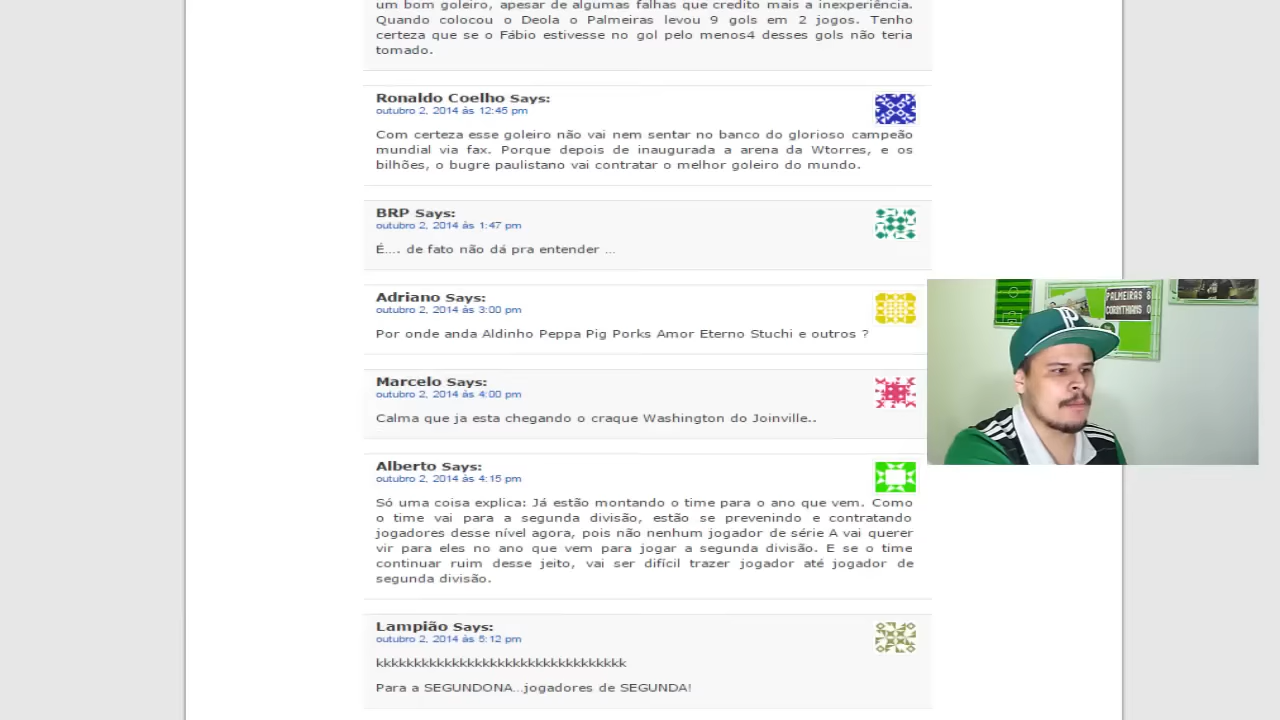 um bom goleiro, apesar de algumas falhas que credito mais a inexperiência.
Quando colocou o Deola o Palmeiras levou 9 gols em 2 jogos. Tenho
certeza que se o Fábio estivesse no gol pelo menos4 desses gols não teria
tomado.
Ronaldo Coelho Says:
outubro 2, 2014 às 12:45 pm
Com certeza esse goleiro não vai nem sentar no banco do glorioso campeão
mundial via fax. Porque depois de inaugurada a arena da Wtorres, e os
bilhões, o bugre paulistano vai contratar o melhor goleiro do mundo.
BRP Says:
outubro 2, 2014 às 1:47 pm
É.... de fato não dá pra entender ...
Adriano Says:
outubro 2, 2014 às 3:00 pm
Por onde anda Aldinho Peppa Pig Porks Amor Eterno Stuchi e outros ?
Marcelo Says:
outubro 2, 2014 às 4:00 pm
Calma que ja esta chegando o craque Washington do Joinville..
Alberto Says:
outubro 2, 2014 às 4:15 pm
Só uma coisa explica: Já estão montando o time para o ano que vem. Como
o time vai para a segunda divisão, estão se prevenindo e contratando
jogadores desse nível agora, pois não nenhum jogador de série A vai querer
vir para eles no ano que vem para jogar a segunda divisão. E se o time
continuar ruim desse jeito, vai ser difícil trazer jogador até jogador de
segunda divisão.
Lampião Says:
outubro 2, 2014 às 5:12 pm
kkkkkkkkkkkkkkkkkkkkkkkkkkkkkkkkk
Para a SEGUNDONA...jogadores de SEGUNDA!
PALMEIRAS 8
CORINTHIANS 0
P